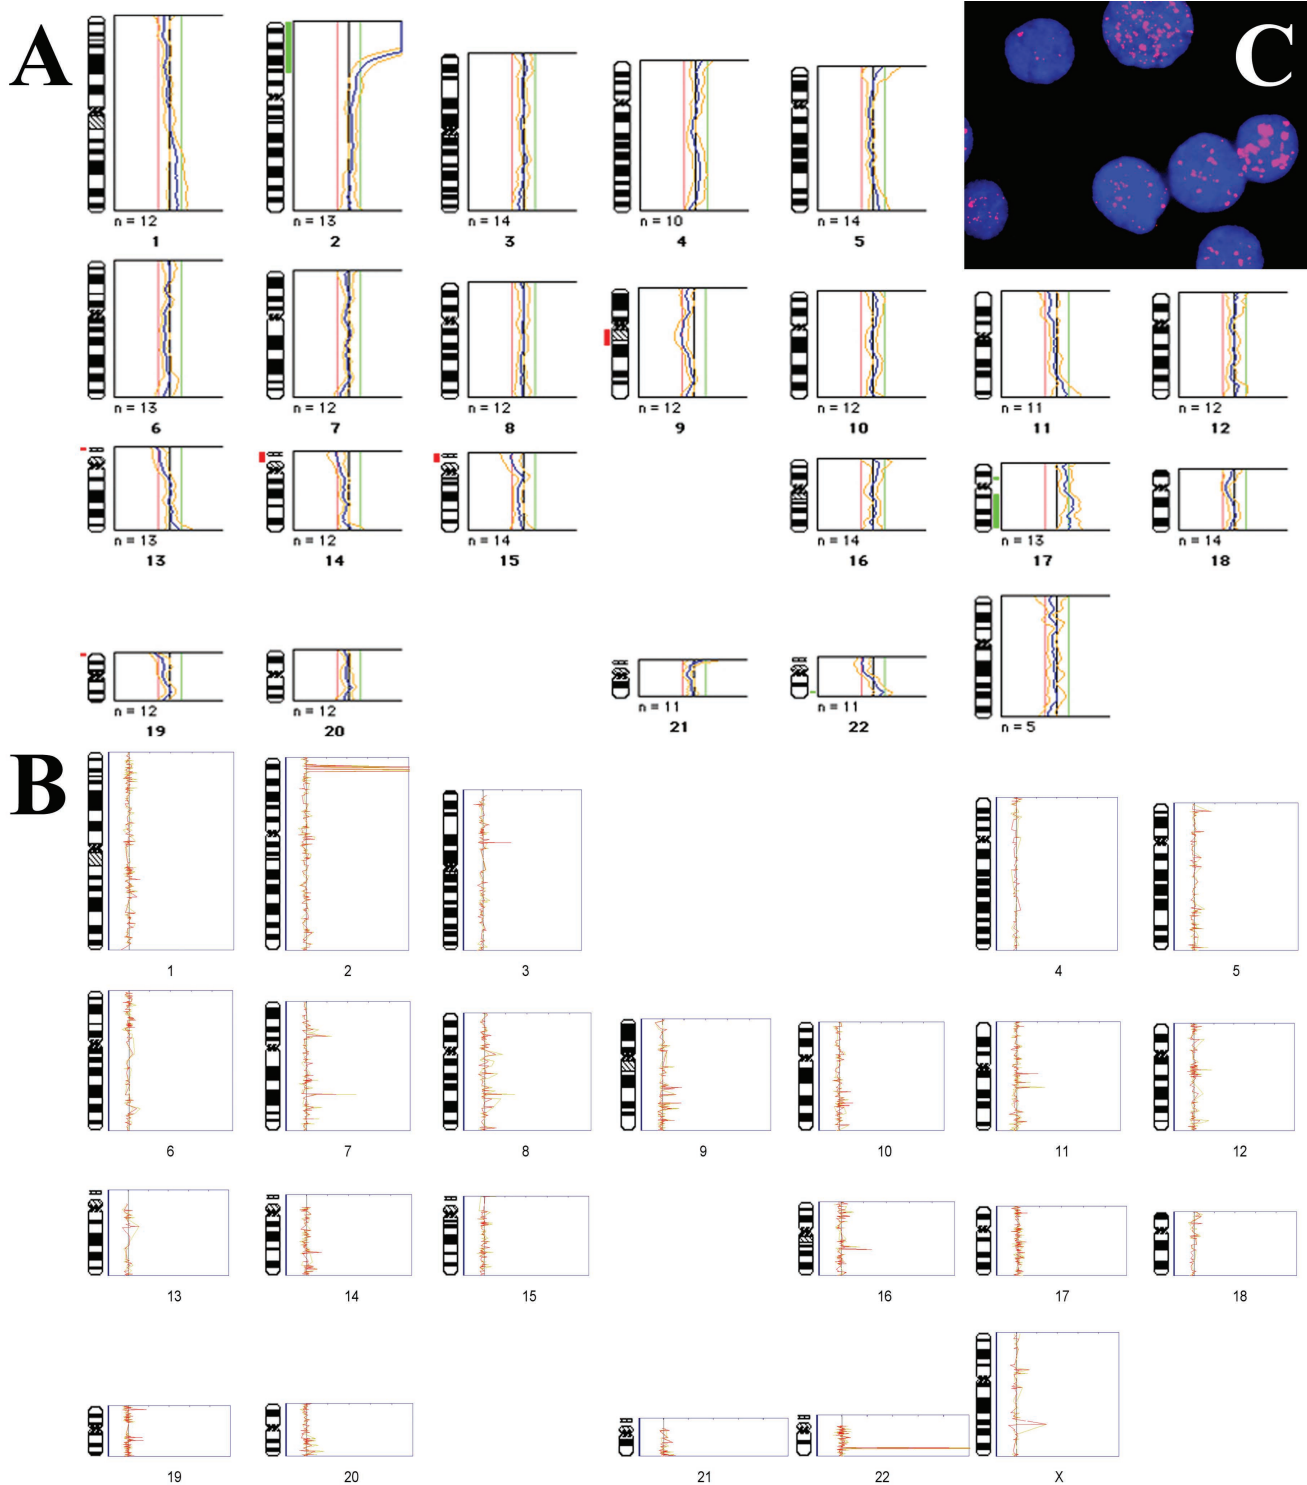 A
C
n = 12
n = 13
n = 14
n = 10
n = 14
1
2
3
4
5
n = 13
n = 12
n = 12
n = 12
n = 12
n = 11
n = 12
6
7
8
9
10
11
12
n = 13
n = 12
n = 14
n = 14
n = 13
n = 14
13
14
15
16
17
18
n = 12
n = 12
n = 11
n = 11
n = 5
19
20
21
22
B
1
2
3
4
5
6
7
8
9
10
11
12
13
14
15
16
17
18
19
20
21
22
X